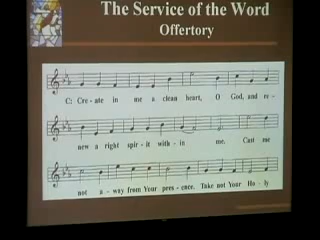 The Service of the Word
Offertory
C: Cre - ate in me a clean heart, O God, and re -
new a right spir - it with - in me. Cast me
not a - way from Your pres - ence. Take not Your Ho - ly